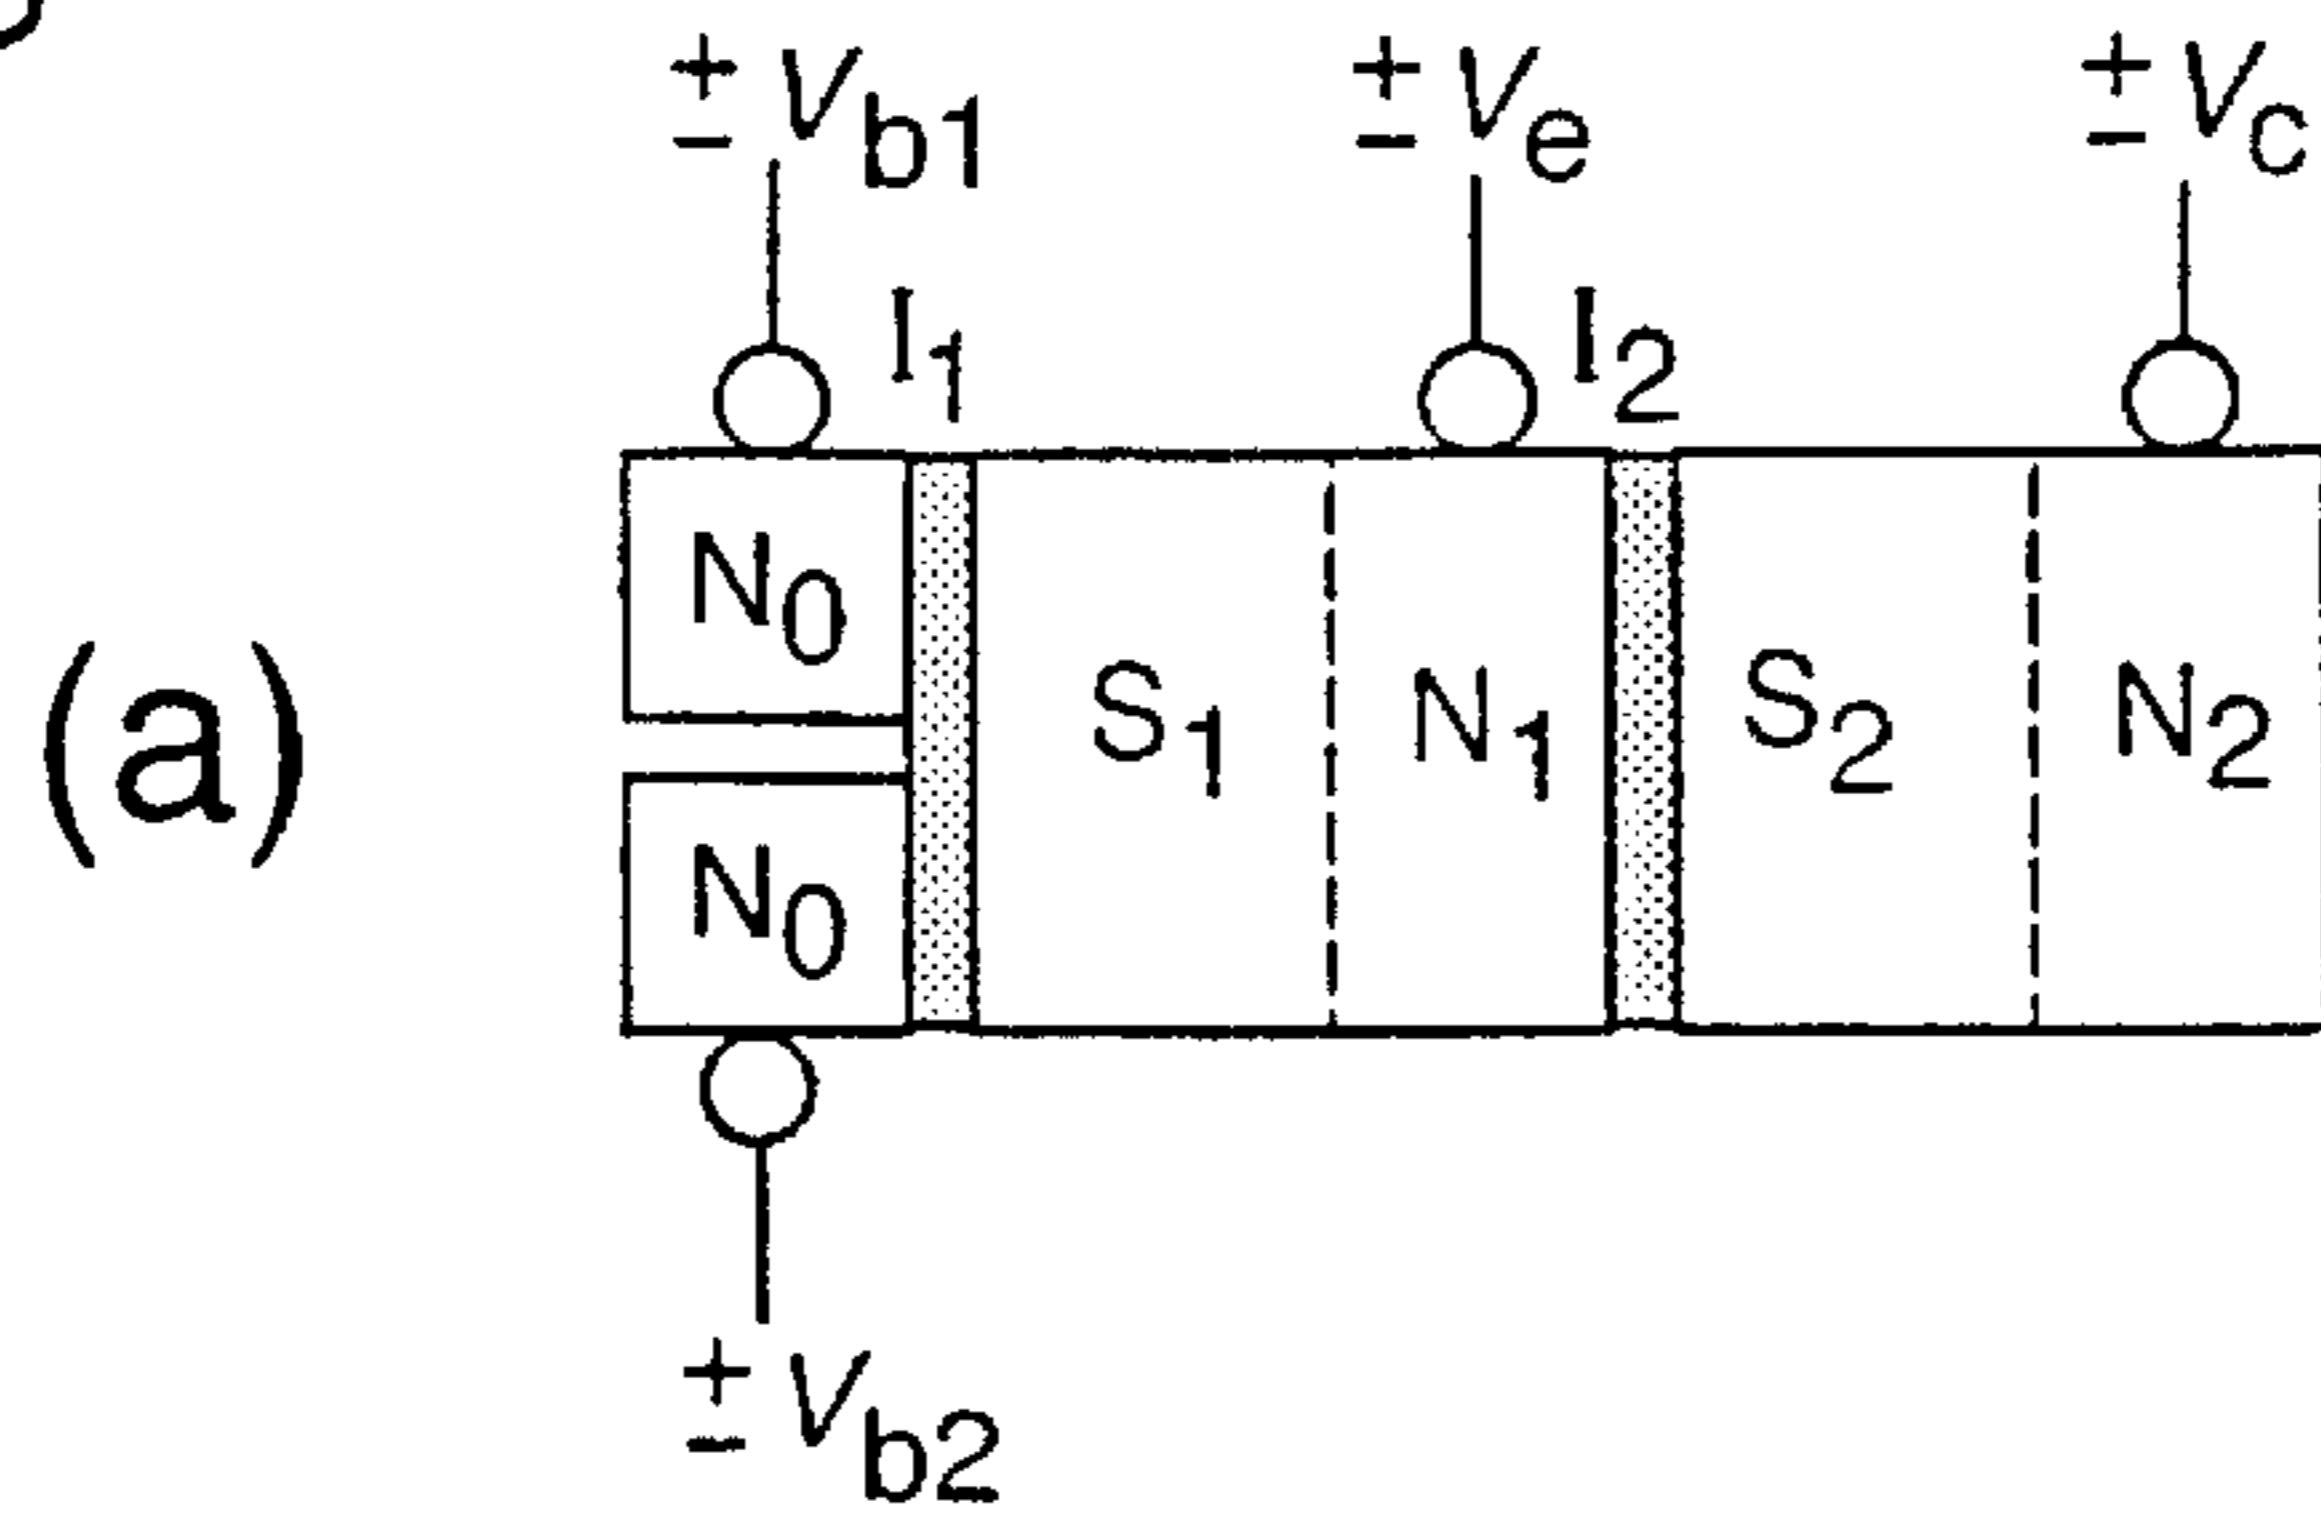 ± V_b1 ± V_e ± V_c
I_1 I_2
N_0
S_1 N_1 S_2 N_2
(a)
N_0
± V_b2